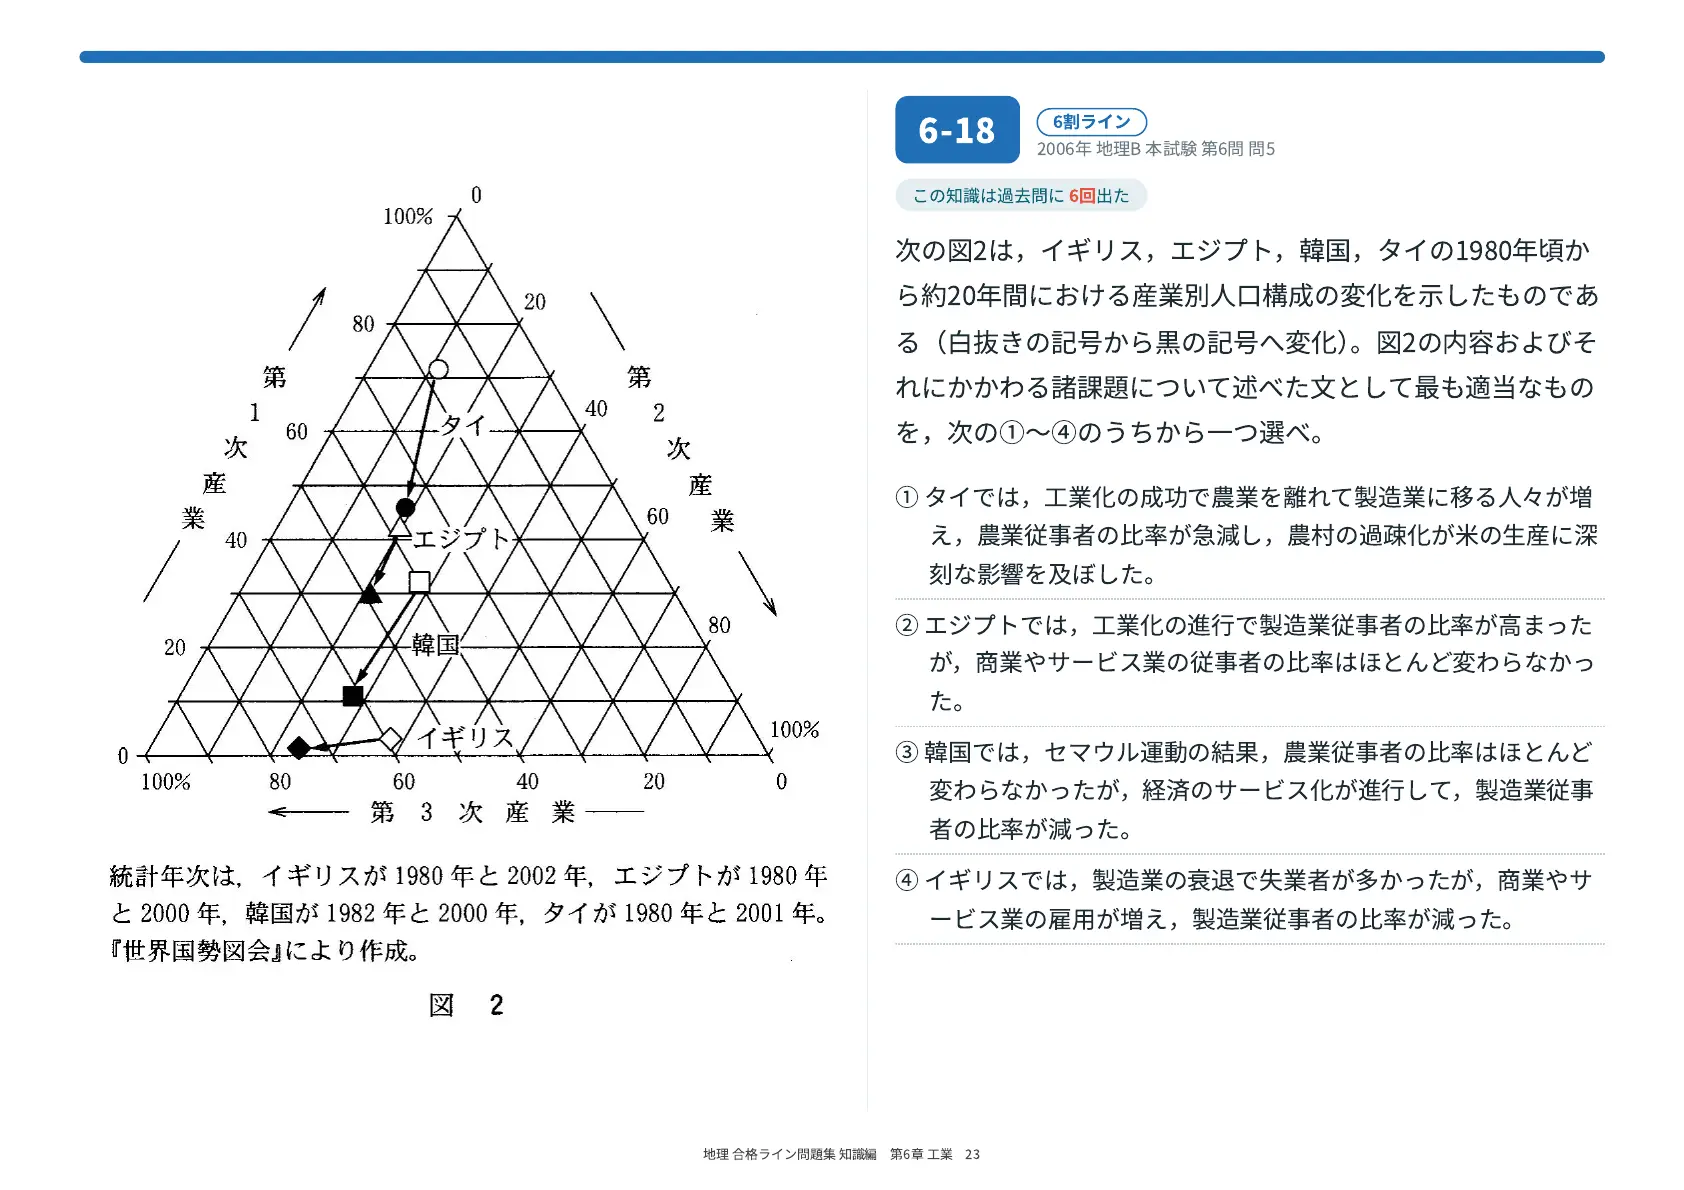 0
100%
20
80
第1次産業
第2次産業
40
60
タイ
60
40
エジプト
80
20
韓国
100%
イギリス
0
100% 80 60 40 20 0
第3次産業
統計年次は，イギリスが1980年と2002年，エジプトが1980年
と2000年，韓国が1982年と2000年，タイが1980年と2001年。
『世界国勢図会』により作成。
図 2
6-18
6割ライン
2006年 地理B 本試験 第6問 問5
この知識は過去問に 6回出た
次の図2は，イギリス，エジプト，韓国，タイの1980年頃か
ら約20年間における産業別人口構成の変化を示したものであ
る（白抜きの記号から黒の記号へ変化）。図2の内容およびそ
れにかかわる諸課題について述べた文として最も適当なもの
を，次の①～④のうちから一つ選べ。
① タイでは，工業化の成功で農業を離れて製造業に移る人々が増
え，農業従事者の比率が急減し，農村の過疎化が米の生産に深
刻な影響を及ぼした。
② エジプトでは，工業化の進行で製造業従事者の比率が高まった
が，商業やサービス業の従事者の比率はほとんど変わらなかっ
た。
③ 韓国では，セマウル運動の結果，農業従事者の比率はほとんど
変わらなかったが，経済のサービス化が進行して，製造業従事
者の比率が減った。
④ イギリスでは，製造業の衰退で失業者が多かったが，商業やサ
ービス業の雇用が増え，製造業従事者の比率が減った。
地理 合格ライン問題集 知識編　第6章 工業　23